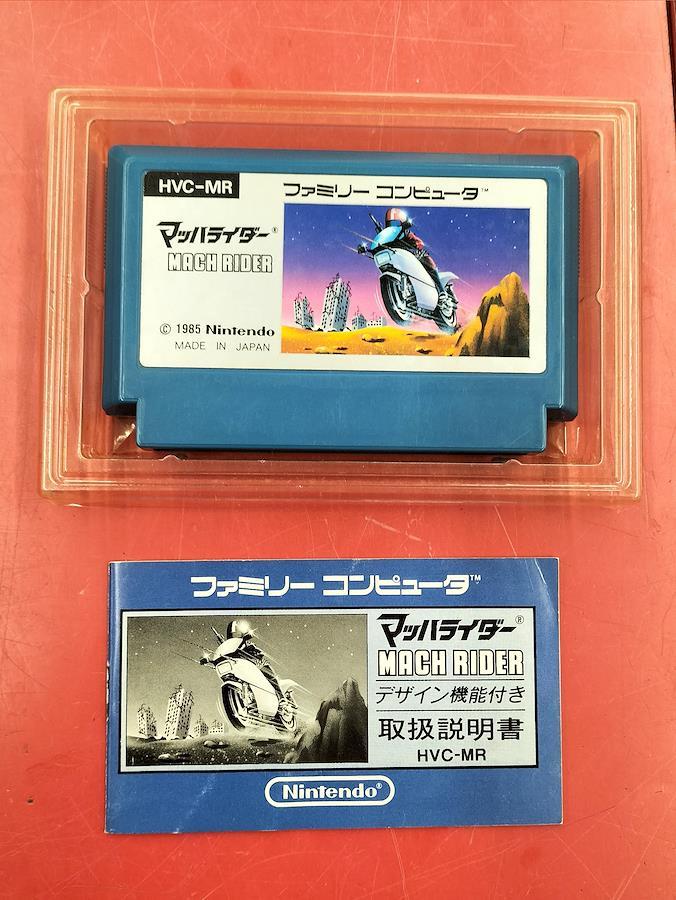 HVC-MR
ファミリー コンピュータ™
マッハライダー®
MACH RIDER
© 1985 Nintendo
MADE IN JAPAN
ファミリー コンピュータ™
マッハライダー®
MACH RIDER
デザイン機能付き
取扱説明書
HVC-MR
Nintendo®